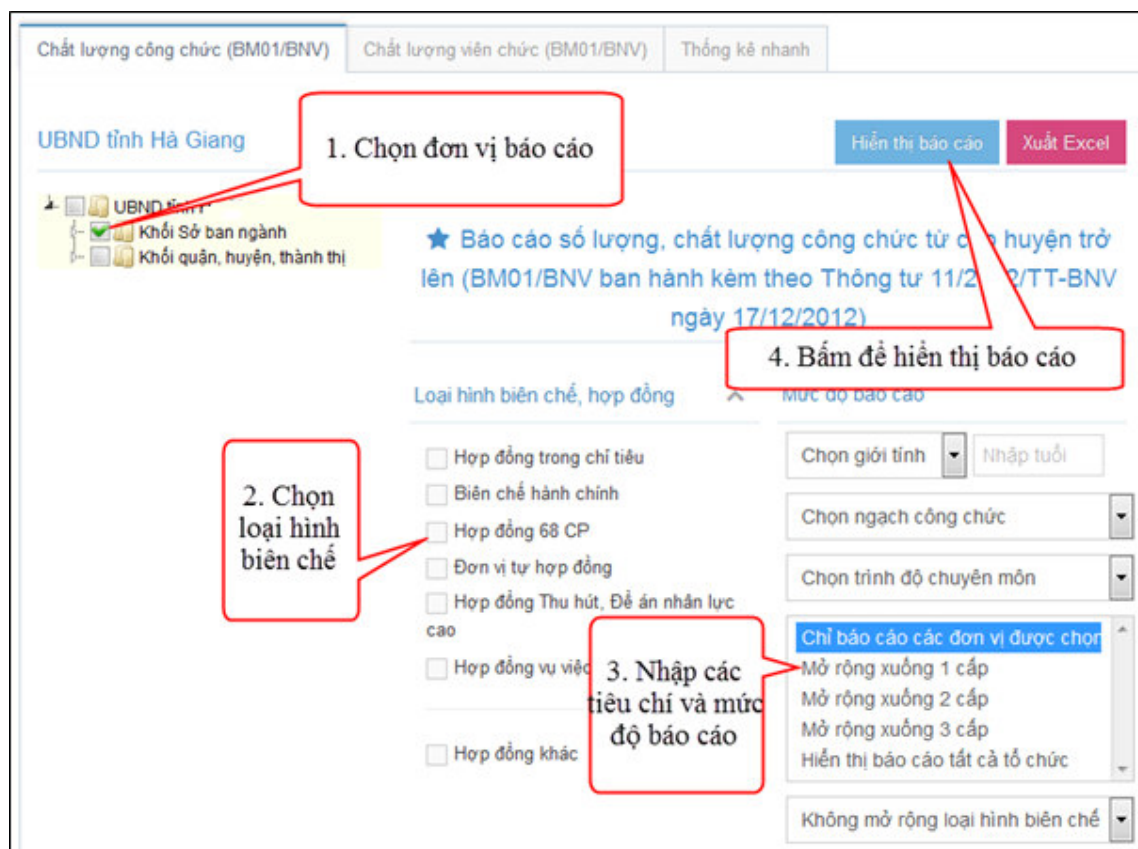 Chất lượng công chức (BM01/BNV)
Chất lượng viên chức (BM01/BNV)
Thống kê nhanh
UBND tỉnh Hà Giang
1. Chọn đơn vị báo cáo
Hiển thị báo cáo
Xuất Excel
UBND tỉnh
Khối Sở ban ngành
Khối quận, huyện, thành thị
★ Báo cáo số lượng, chất lượng công chức từ huyện trở
lên (BM01/BNV ban hành kèm theo Thông tư 11/2 2/TT-BNV
ngày 17/12/2012)
4. Bấm để hiển thị báo cáo
Loại hình biên chế, hợp đồng
Mức độ báo cáo
Hợp đồng trong chỉ tiêu
Biên chế hành chính
Hợp đồng 68 CP
Đơn vị tự hợp đồng
Hợp đồng Thu hút, Đề án nhân lực
cao
Hợp đồng vụ việc
Hợp đồng khác
2. Chọn
loại hình
biên chế
3. Nhập các
tiêu chí và mức
độ báo cáo
Chọn giới tính
Nhập tuổi
Chọn ngạch công chức
Chọn trình độ chuyên môn
Chỉ báo cáo các đơn vị được chọn
Mở rộng xuống 1 cấp
Mở rộng xuống 2 cấp
Mở rộng xuống 3 cấp
Hiển thị báo cáo tất cả tổ chức
Không mở rộng loại hình biên chế